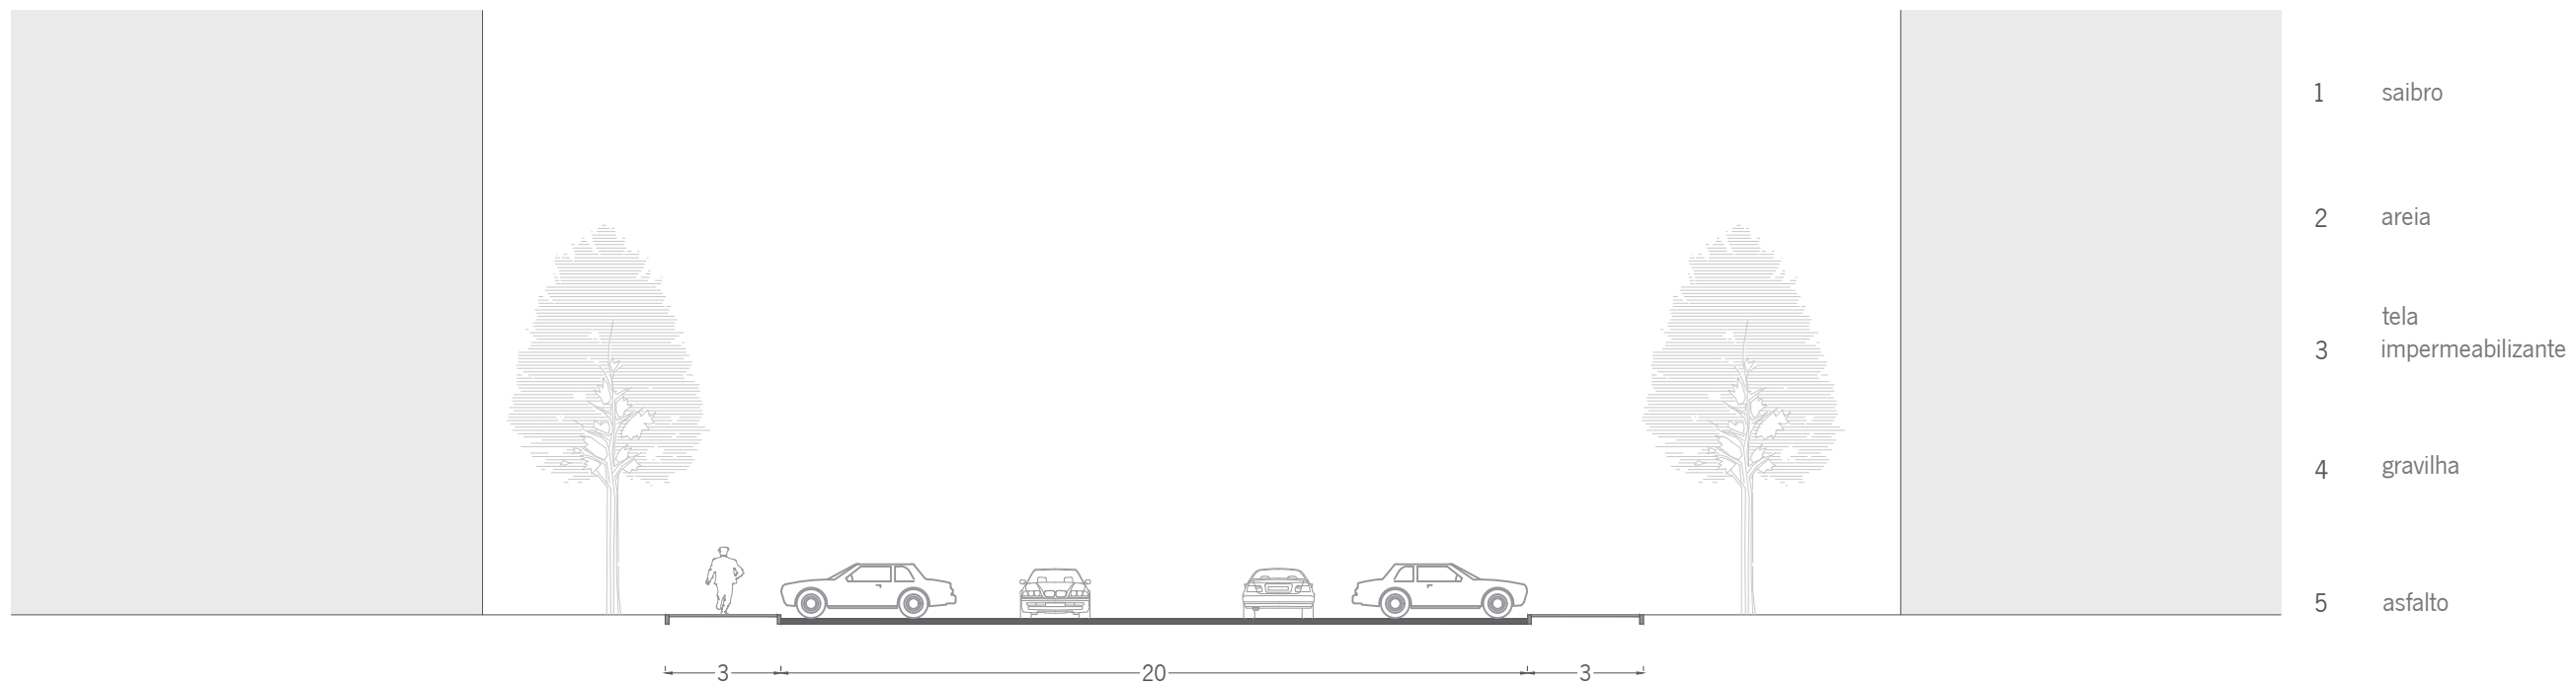 1 saibro
2 areia
tela
3 impermeabilizante
4 gravilha
5 asfalto
3 20 3